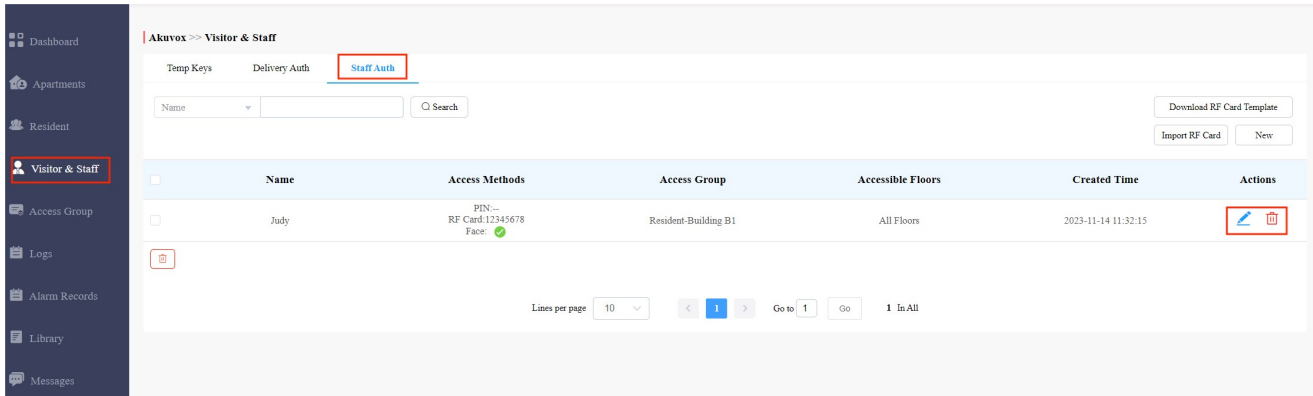 Dashboard
Apartments
Resident
Visitor & Staff
Access Group
Logs
Alarm Records
Library
Messages
Akuvox >> Visitor & Staff
Temp Keys Delivery Auth Staff Auth
Name Search Download RF Card Template
Import RF Card New
Name Access Methods Access Group Accessible Floors Created Time Actions
Judy PIN:-- Resident-Building B1 All Floors 2023-11-14 11:32:15
RF Card:12345678
Face:
Lines per page 10 < 1 > Go to 1 Go 1 In All